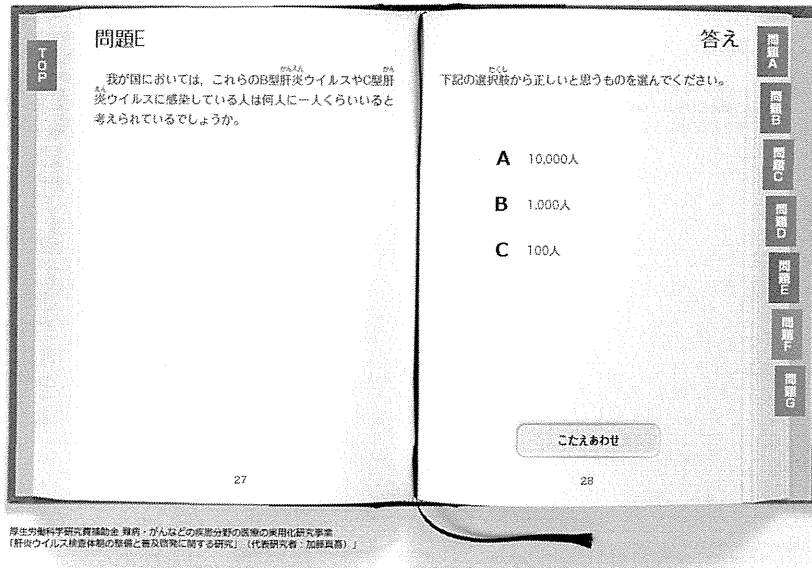 TOP
問題E
我が国においては、これらのB型肝炎ウイルスやC型肝
炎ウイルスに感染している人は何人に一人くらいいると
考えられているでしょうか。
27
答え
下記の選択肢から正しいと思うものを選んでください。
A 10,000人
B 1,000人
C 100人
こたえあわせ
28
問題A
問題B
問題C
問題D
問題E
問題F
問題G
厚生労働科学研究費補助金 難病・がんなどの疾患分野の医療の実用化研究事業
「肝炎ウイルス検査体制の整備と普及啓発に関する研究」(代表研究者:加藤真吾)」